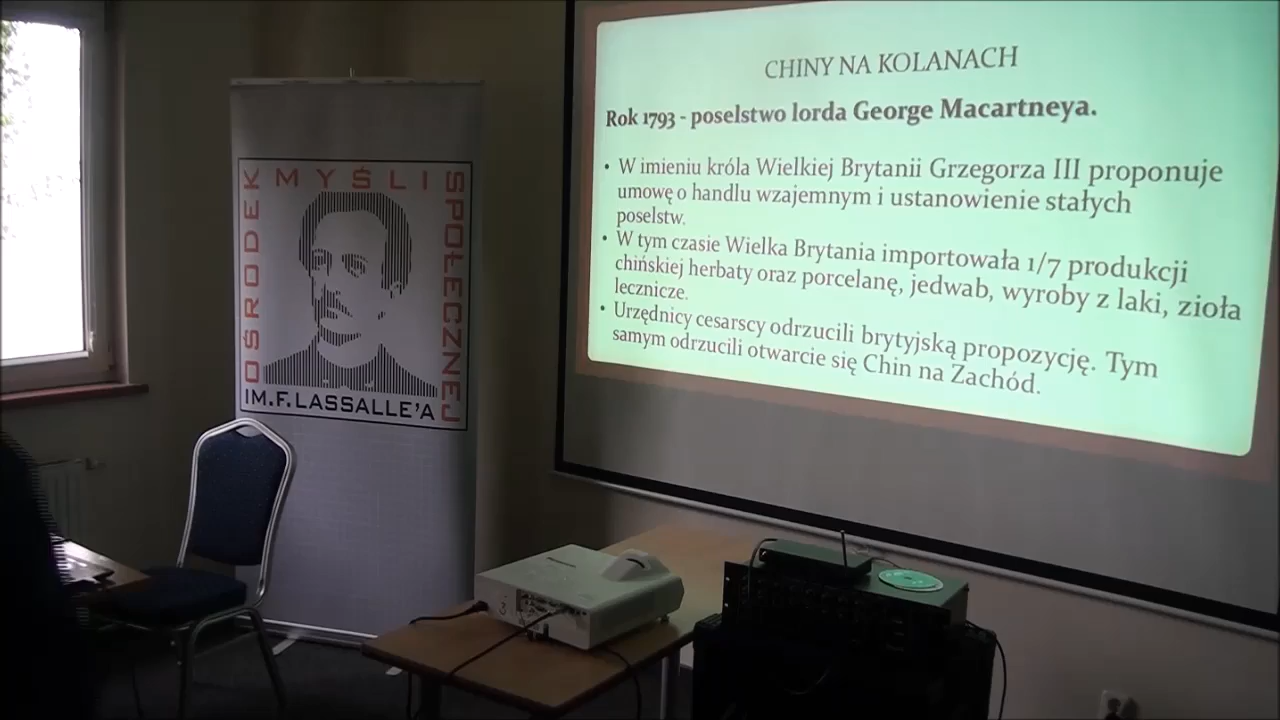 OŚRODEK
MYŚLI
SPOŁECZNEJ
IM.F.LASSALLE'A
CHINY NA KOLANACH
Rok 1793 - poselstwo lorda George Macartneya.
• W imieniu króla Wielkiej Brytanii Grzegorza III proponuje
umowę o handlu wzajemnym i ustanowienie stałych
poselstw.
• W tym czasie Wielka Brytania importowała 1/7 produkcji
chińskiej herbaty oraz porcelanę, jedwab, wyroby z laki, zioła
lecznicze.
• Urzędnicy cesarscy odrzucili brytyjską propozycję. Tym
samym odrzucili otwarcie się Chin na Zachód.